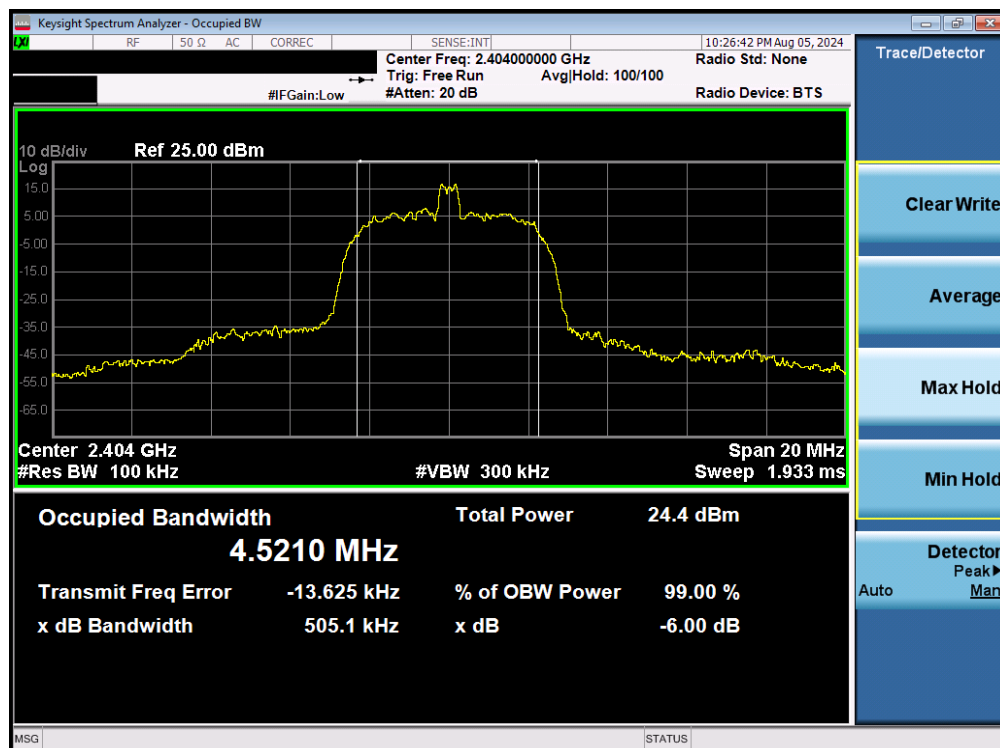 Keysight Spectrum Analyzer - Occupied BW
LXI RF 50 Ω AC CORREC SENSE:INT 10:26:42 PM Aug 05, 2024
Center Freq: 2.404000000 GHz Radio Std: None
Trig: Free Run Avg|Hold: 100/100
#IFGain:Low #Atten: 20 dB Radio Device: BTS
Trace/Detector
10 dB/div Ref 25.00 dBm
Log
15.0
5.00
-5.00
-15.0
-25.0
-35.0
-45.0
-55.0
-65.0
Center 2.404 GHz Span 20 MHz
#Res BW 100 kHz #VBW 300 kHz Sweep 1.933 ms
Occupied Bandwidth Total Power 24.4 dBm
4.5210 MHz
Transmit Freq Error -13.625 kHz % of OBW Power 99.00 %
x dB Bandwidth 505.1 kHz x dB -6.00 dB
Clear Write
Average
Max Hold
Min Hold
Detector
Peak▶
Auto Man
MSG STATUS